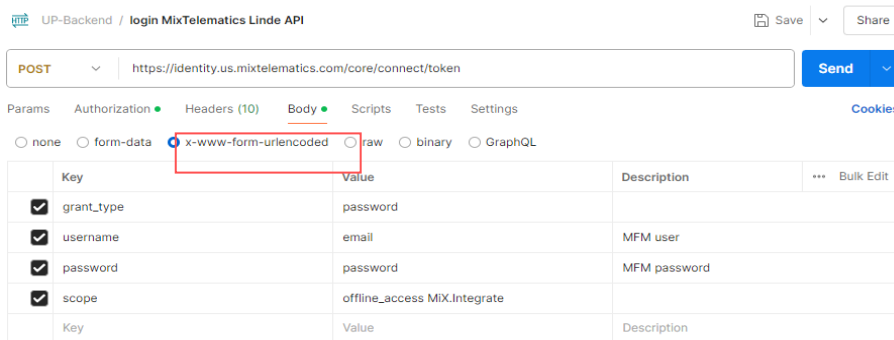 HTTP UP-Backend / login MixTelematics Linde API Save Share
POST https://identity.us.mixtelematics.com/core/connect/token Send
Params Authorization Headers (10) Body Scripts Tests Settings Cookies
none form-data x-www-form-urlencoded raw binary GraphQL
Key Value Description ••• Bulk Edit
grant_type password
username email MFM user
password password MFM password
scope offline_access MiX.Integrate
Key Value Description